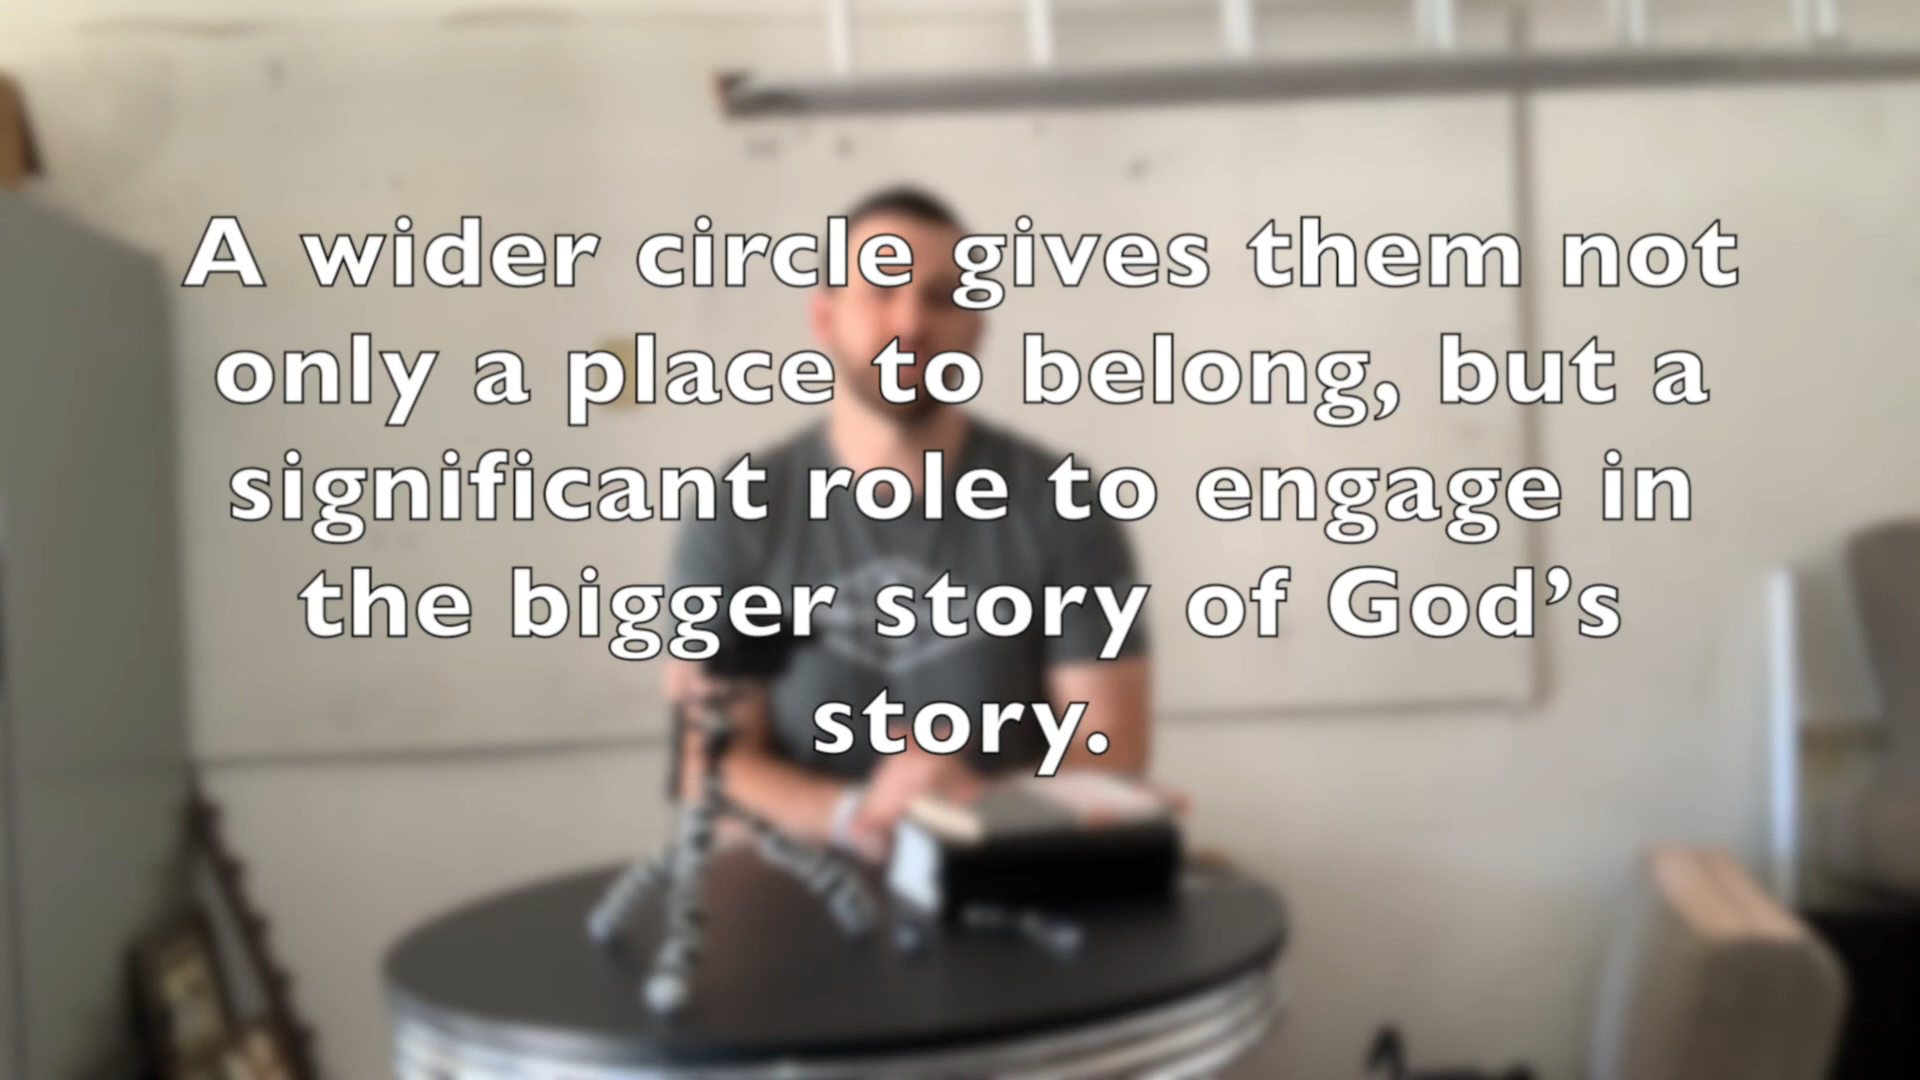 A wider circle gives them not
only a place to belong, but a
significant role to engage in
the bigger story of God’s
story.